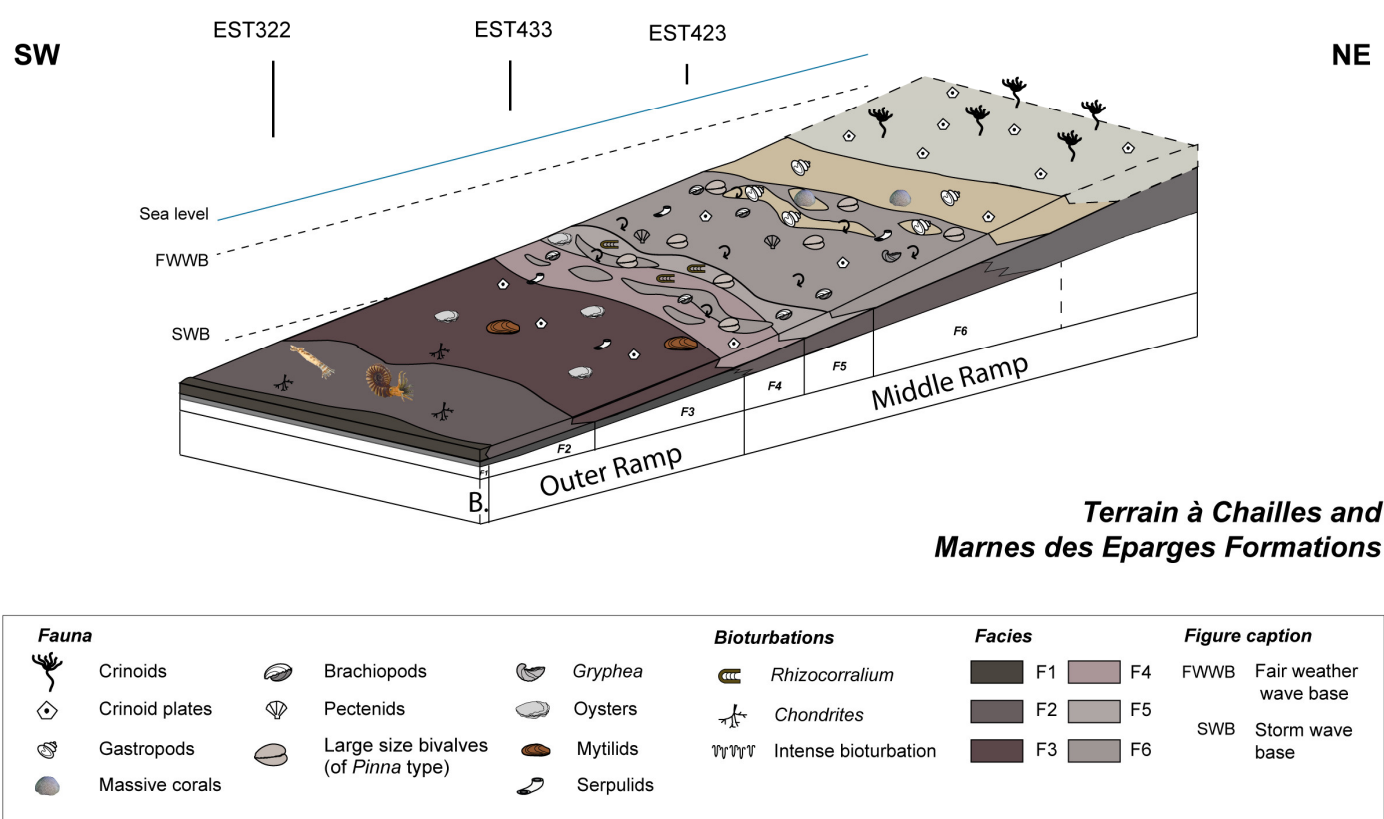 EST322
EST433
EST423
SW
NE
Sea level
FWWB
SWB
F6
F5
F4
F3
F2
F1
Middle Ramp
Outer Ramp
B.
Terrain à Chailles and
Marnes des Eparges Formations
Fauna
Crinoids
Crinoid plates
Gastropods
Massive corals
Brachiopods
Pectenids
Large size bivalves
(of Pinna type)
Gryphea
Oysters
Mytilids
Serpulids
Bioturbations
Rhizocorralium
Chondrites
Intense bioturbation
Facies
F1
F2
F3
F4
F5
F6
Figure caption
FWWB Fair weather
wave base
SWB Storm wave
base